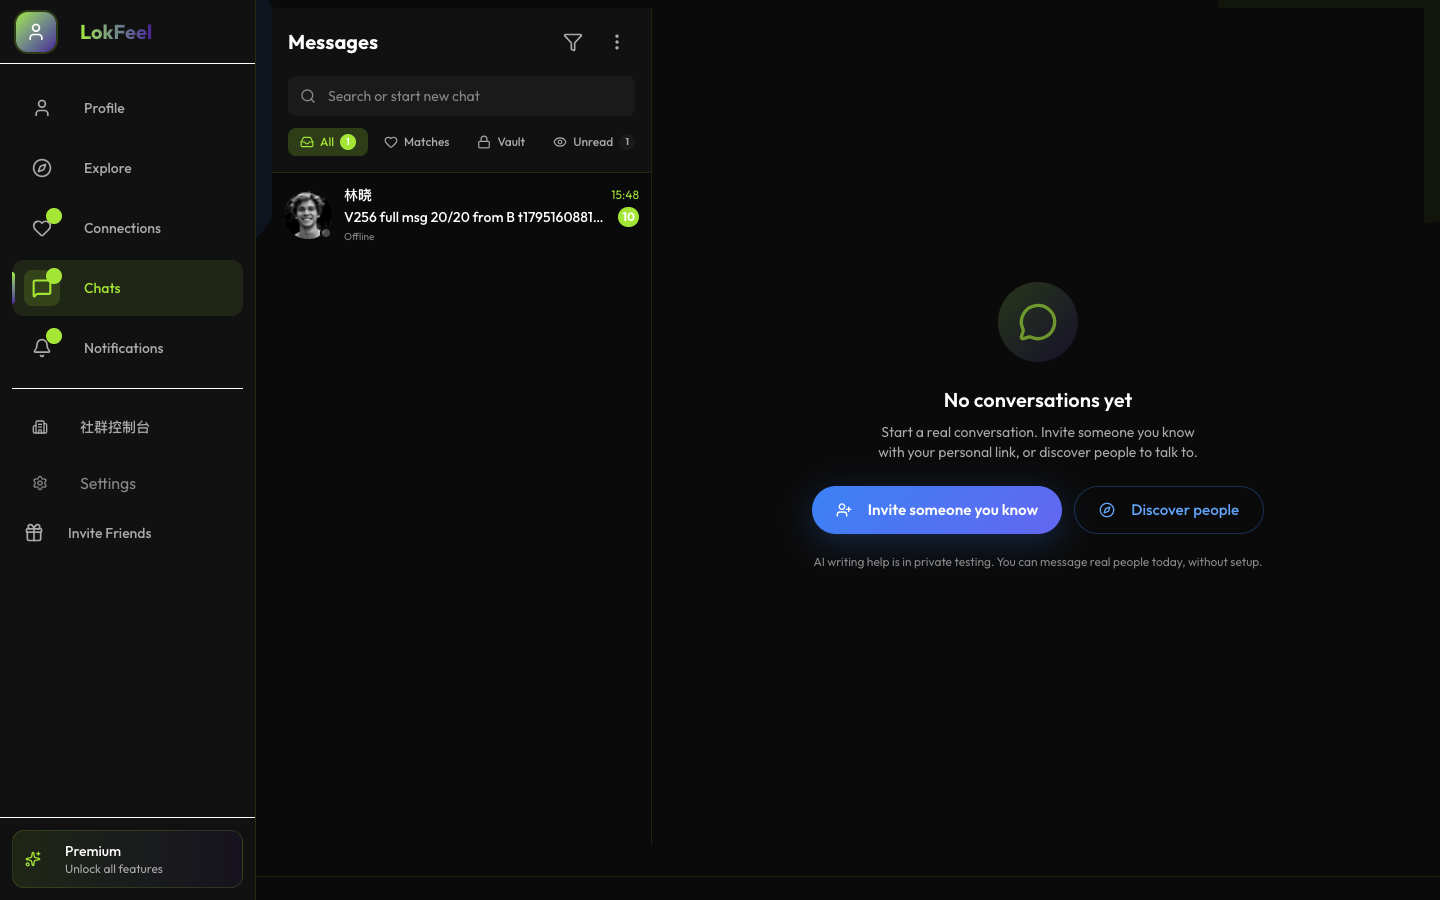 LokFeel
Profile
Explore
Connections
Chats
Notifications
社群控制台
Settings
Invite Friends
Premium
Unlock all features
Messages
Search or start new chat
All 1
Matches
Vault
Unread 1
林晓
15:48
V256 full msg 20/20 from B t1795160881...
10
Offline
No conversations yet
Start a real conversation. Invite someone you know
with your personal link, or discover people to talk to.
Invite someone you know
Discover people
AI writing help is in private testing. You can message real people today, without setup.